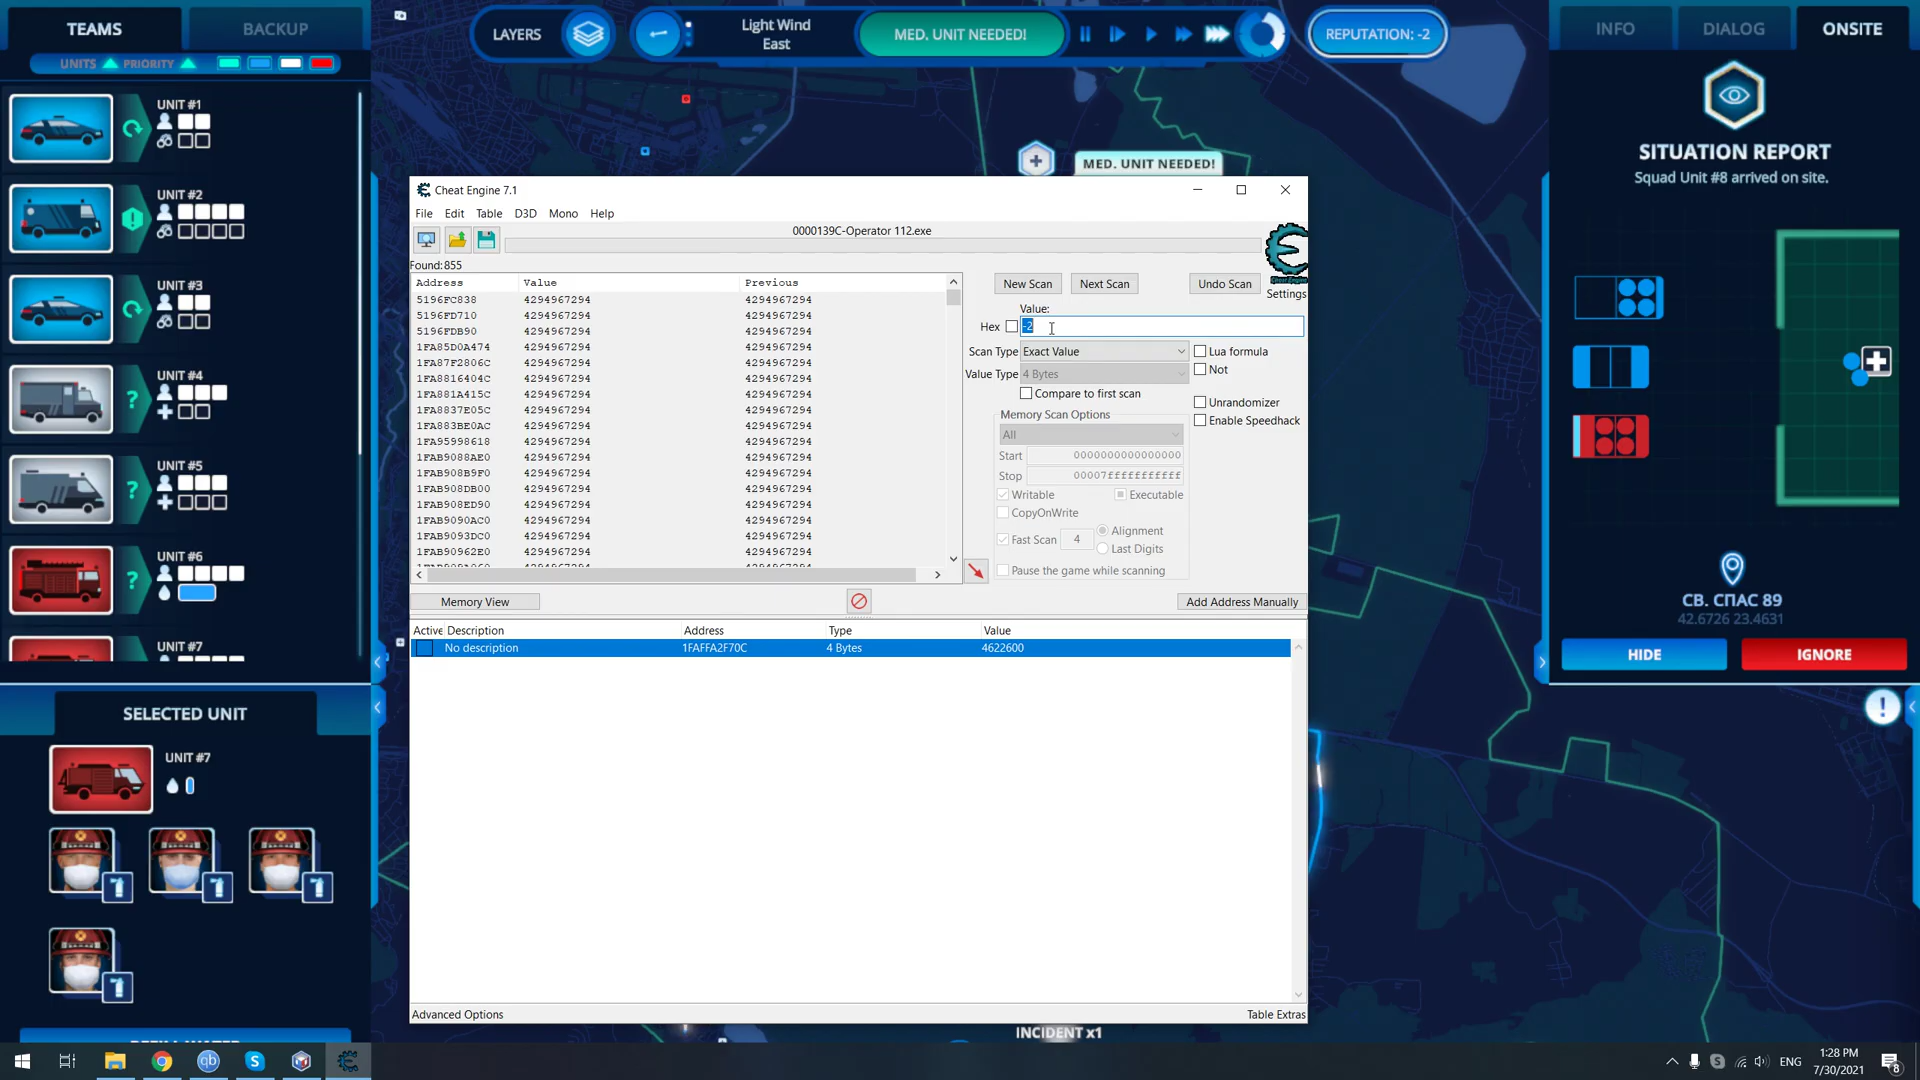 TEAMS
BACKUP
UNITS
PRIORITY
UNIT #1
UNIT #2
UNIT #3
UNIT #4
?
UNIT #5
?
UNIT #6
?
UNIT #7
SELECTED UNIT
UNIT #7
LAYERS
Light Wind
East
MED. UNIT NEEDED!
REPUTATION: -2
MED. UNIT NEEDED!
Cheat Engine 7.1
File Edit Table D3D Mono Help
0000139C-Operator 112.exe
Found:855
Address Value Previous
5196FC838 4294967294 4294967294
5196FD710 4294967294 4294967294
5196FDB90 4294967294 4294967294
1FA85D0A474 4294967294 4294967294
1FA87F2806C 4294967294 4294967294
1FA8816404C 4294967294 4294967294
1FA881A415C 4294967294 4294967294
1FA8837E05C 4294967294 4294967294
1FA883BE0AC 4294967294 4294967294
1FA95998618 4294967294 4294967294
1FAB9088AE0 4294967294 4294967294
1FAB908B9F0 4294967294 4294967294
1FAB908DB00 4294967294 4294967294
1FAB908ED90 4294967294 4294967294
1FAB9090AC0 4294967294 4294967294
1FAB9093DC0 4294967294 4294967294
1FAB90962E0 4294967294 4294967294
New Scan
Next Scan
Undo Scan
Cheat Engine
Settings
Value:
Hex
-2
Scan Type
Exact Value
Lua formula
Value Type
4 Bytes
Not
Compare to first scan
Unrandomizer
Enable Speedhack
Memory Scan Options
All
Start
0000000000000000
Stop
00007fffffffffff
Writable
Executable
CopyOnWrite
Fast Scan
4
Alignment
Last Digits
Pause the game while scanning
Memory View
Add Address Manually
Active Description Address Type Value
No description 1FAFFA2F70C 4 Bytes 4622600
Advanced Options
Table Extras
INCIDENT x1
INFO
DIALOG
ONSITE
SITUATION REPORT
Squad Unit #8 arrived on site.
СВ. СПАС 89
42.6726 23.4631
HIDE
IGNORE
!
ENG
1:28 PM
7/30/2021
8